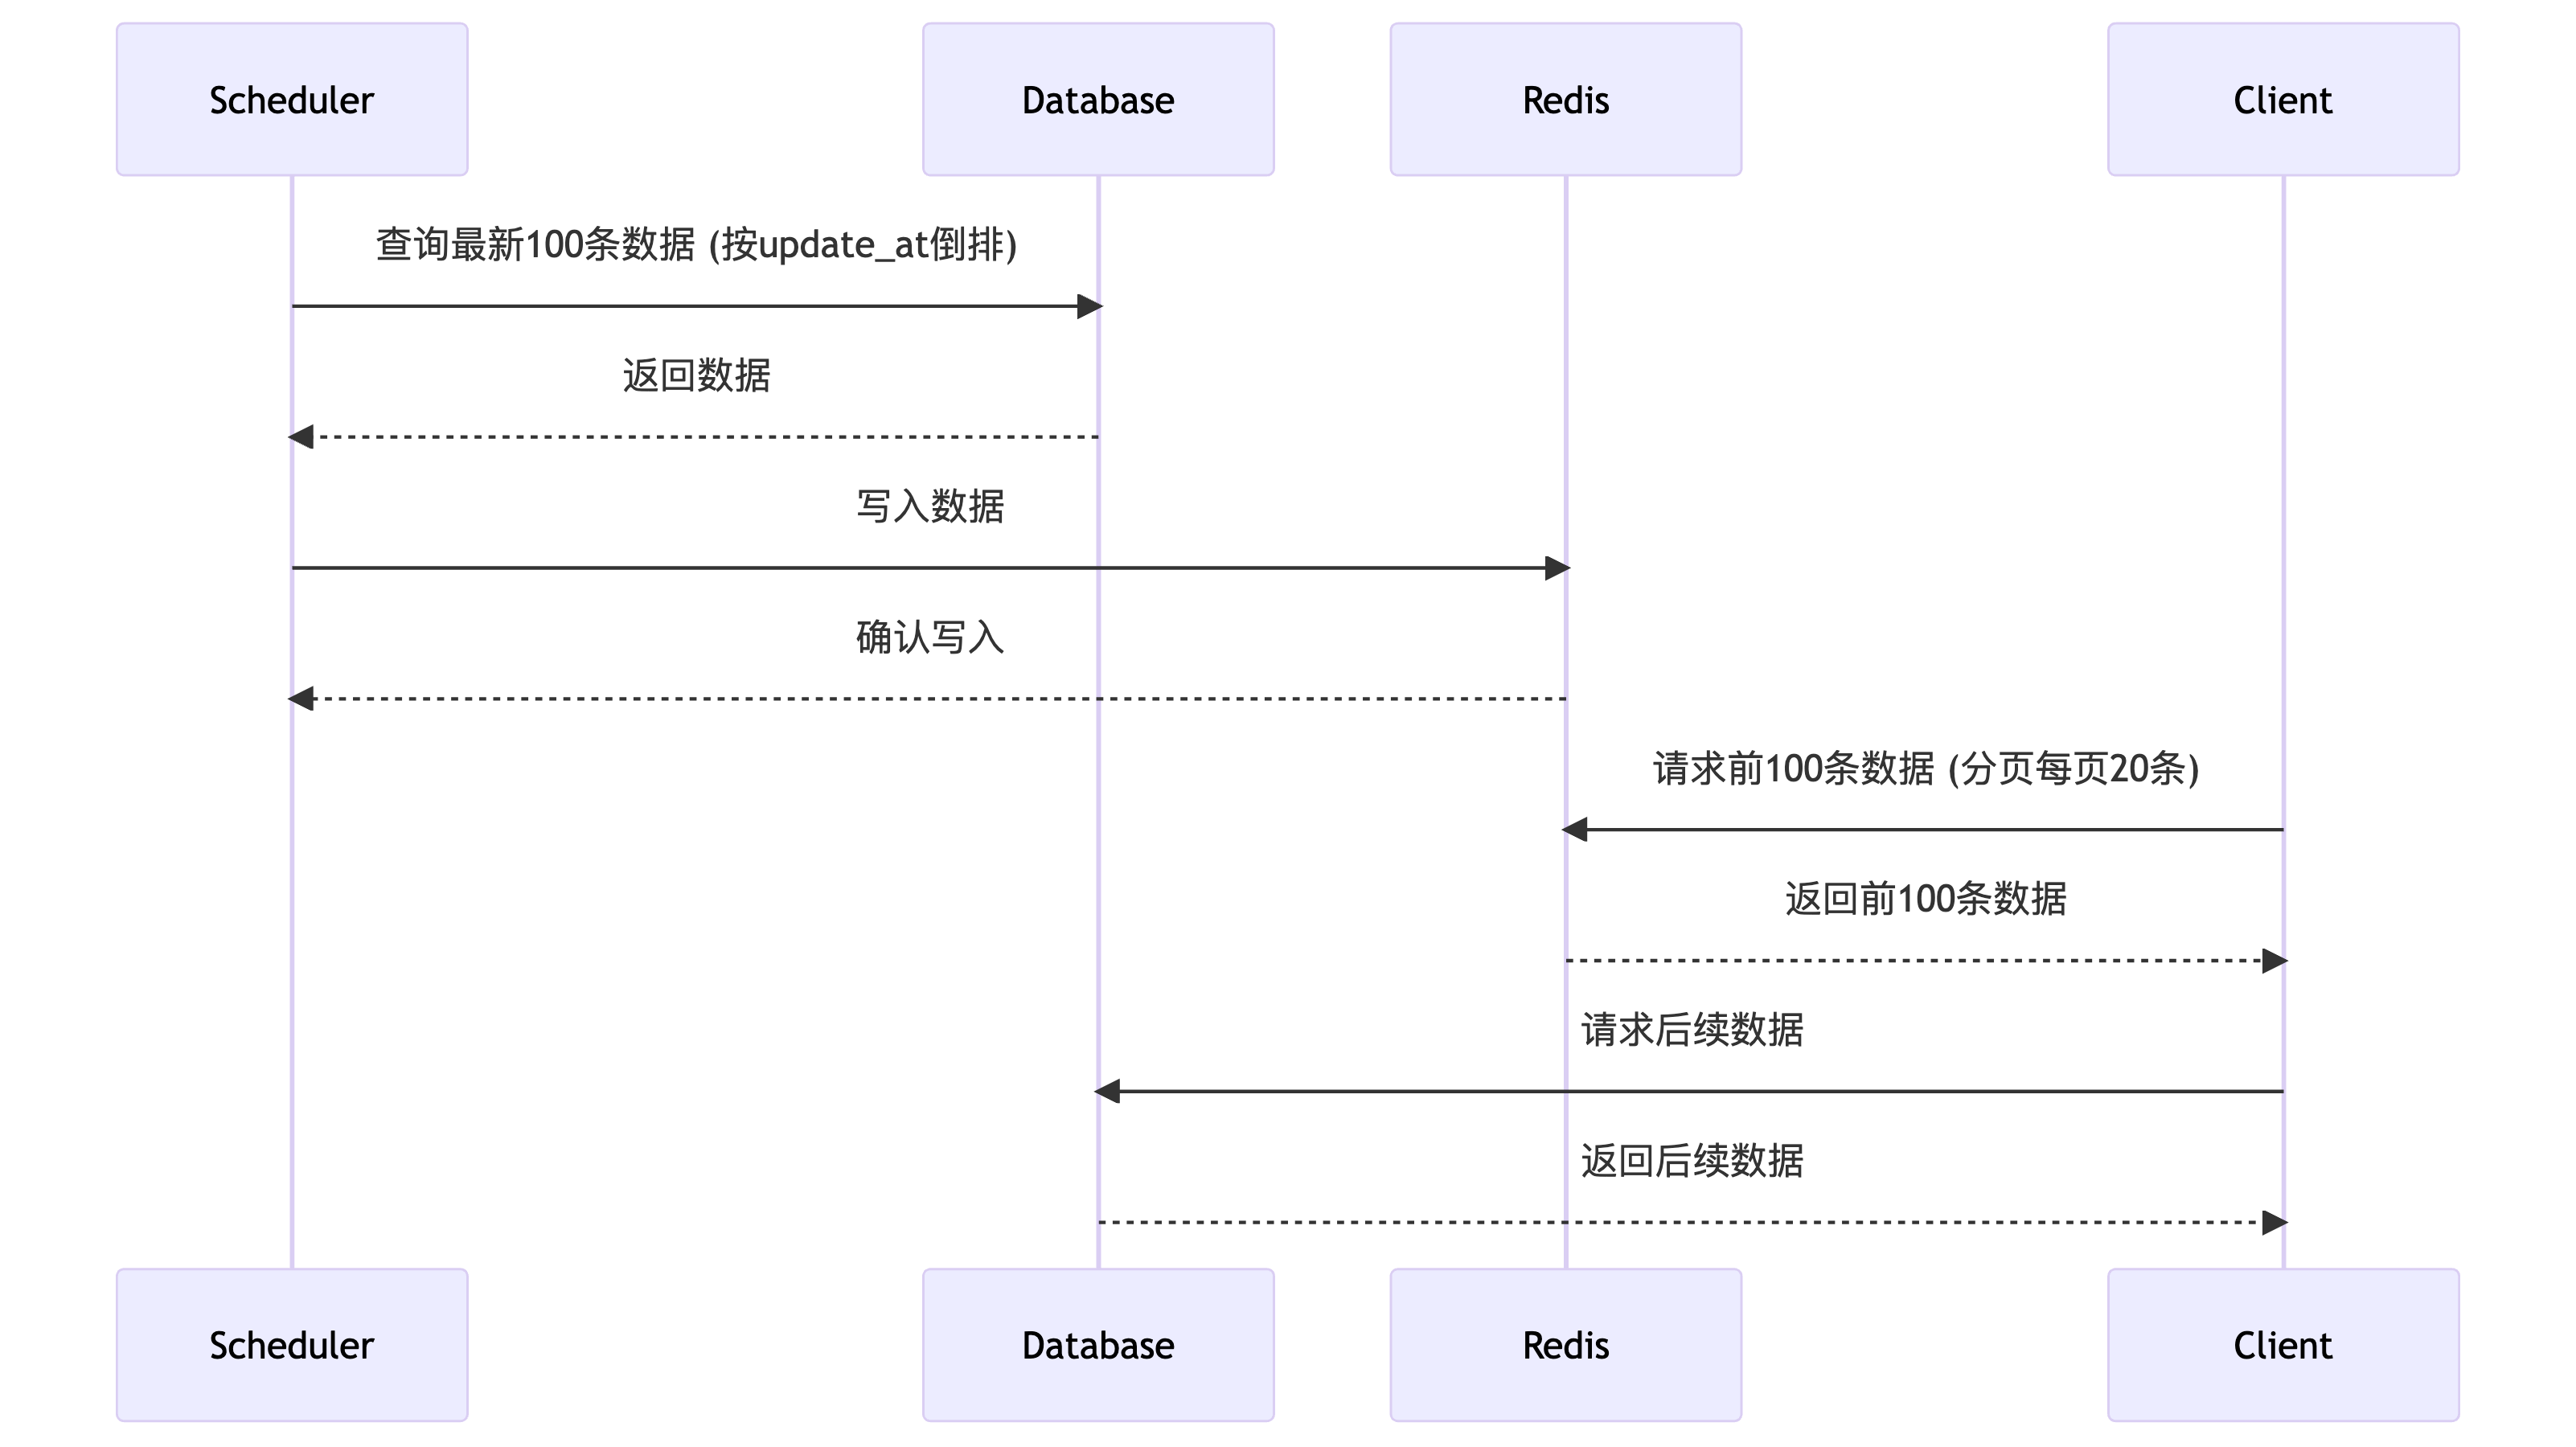 Scheduler
Database
Redis
Client
查询最新100条数据 (按update_at倒排)
返回数据
写入数据
确认写入
请求前100条数据 (分页每页20条)
返回前100条数据
请求后续数据
返回后续数据
Scheduler
Database
Redis
Client